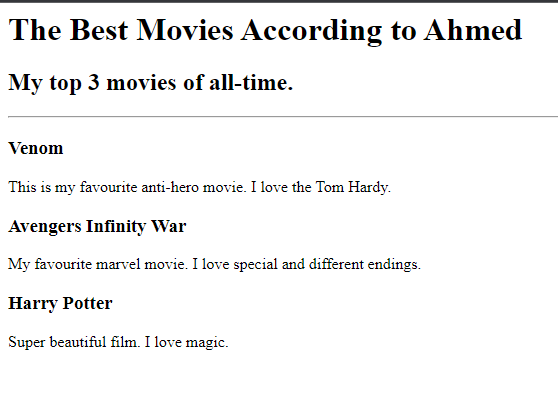 The Best Movies According to Ahmed
My top 3 movies of all-time.
Venom
This is my favourite anti-hero movie. I love the Tom Hardy.
Avengers Infinity War
My favourite marvel movie. I love special and different endings.
Harry Potter
Super beautiful film. I love magic.